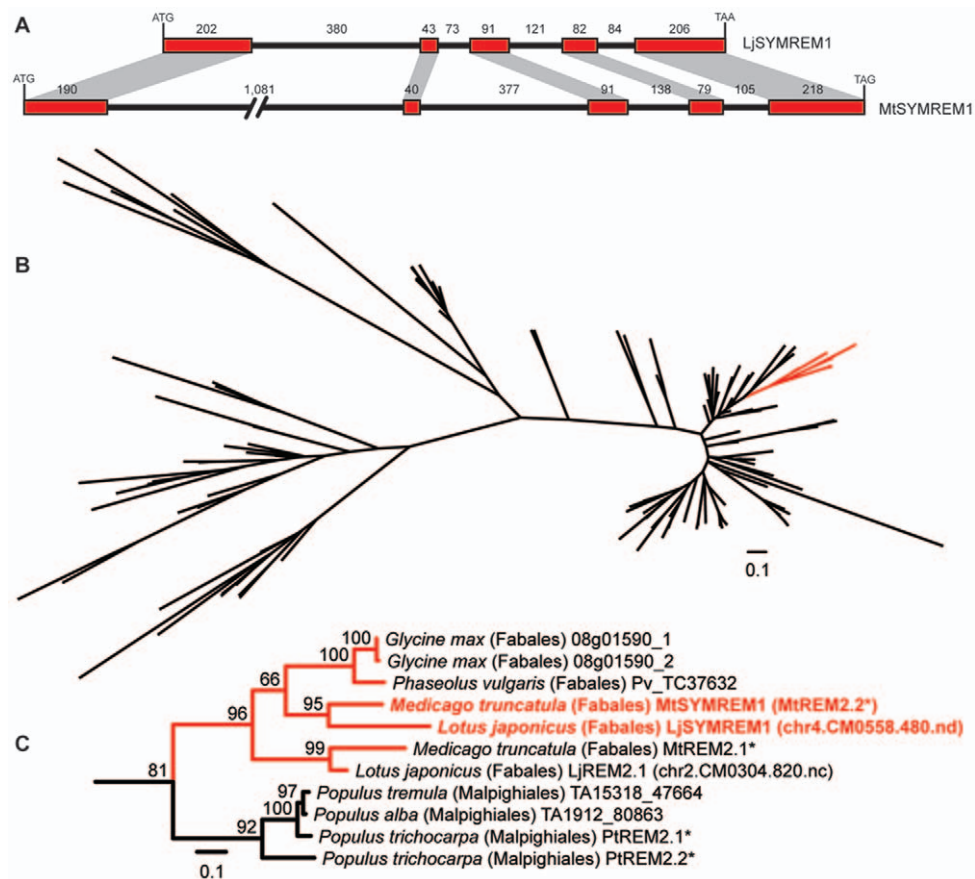 A
ATG
202
380
43
73
91
121
82
84
206
TAA
LjSYMREM1
ATG
190
1,081
40
377
91
138
79
105
218
TAG
MtSYMREM1
B
0.1
C
100
Glycine max (Fabales) 08g01590_1
100
Glycine max (Fabales) 08g01590_2
66
Phaseolus vulgaris (Fabales) Pv_TC37632
95
Medicago truncatula (Fabales) MtSYMREM1 (MtREM2.2*)
96
Lotus japonicus (Fabales) LjSYMREM1 (chr4.CM0558.480.nd)
99
Medicago truncatula (Fabales) MtREM2.1*
81
Lotus japonicus (Fabales) LjREM2.1 (chr2.CM0304.820.nc)
97
Populus tremula (Malpighiales) TA15318_47664
100
Populus alba (Malpighiales) TA1912_80863
92
Populus trichocarpa (Malpighiales) PtREM2.1*
Populus trichocarpa (Malpighiales) PtREM2.2*
0.1